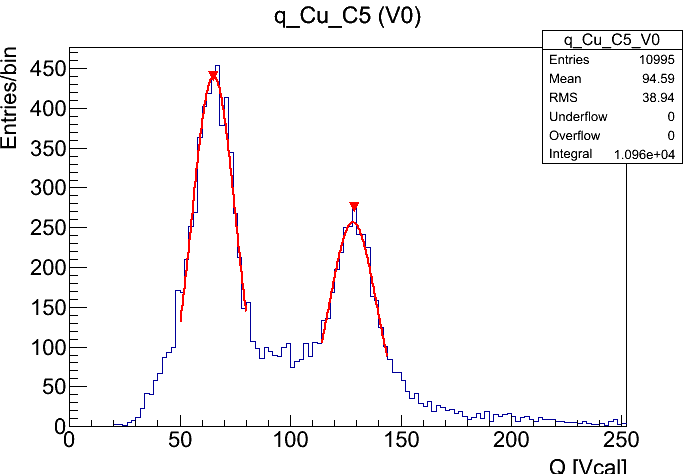 q_Cu_C5 (V0)
q_Cu_C5_V0
Entries 10995
Mean 94.59
RMS 38.94
Underflow 0
Overflow 0
Integral 1.096e+04
Entries/bin
450
400
350
300
250
200
150
100
50
0
0 50 100 150 200 250
Q [Vcal]